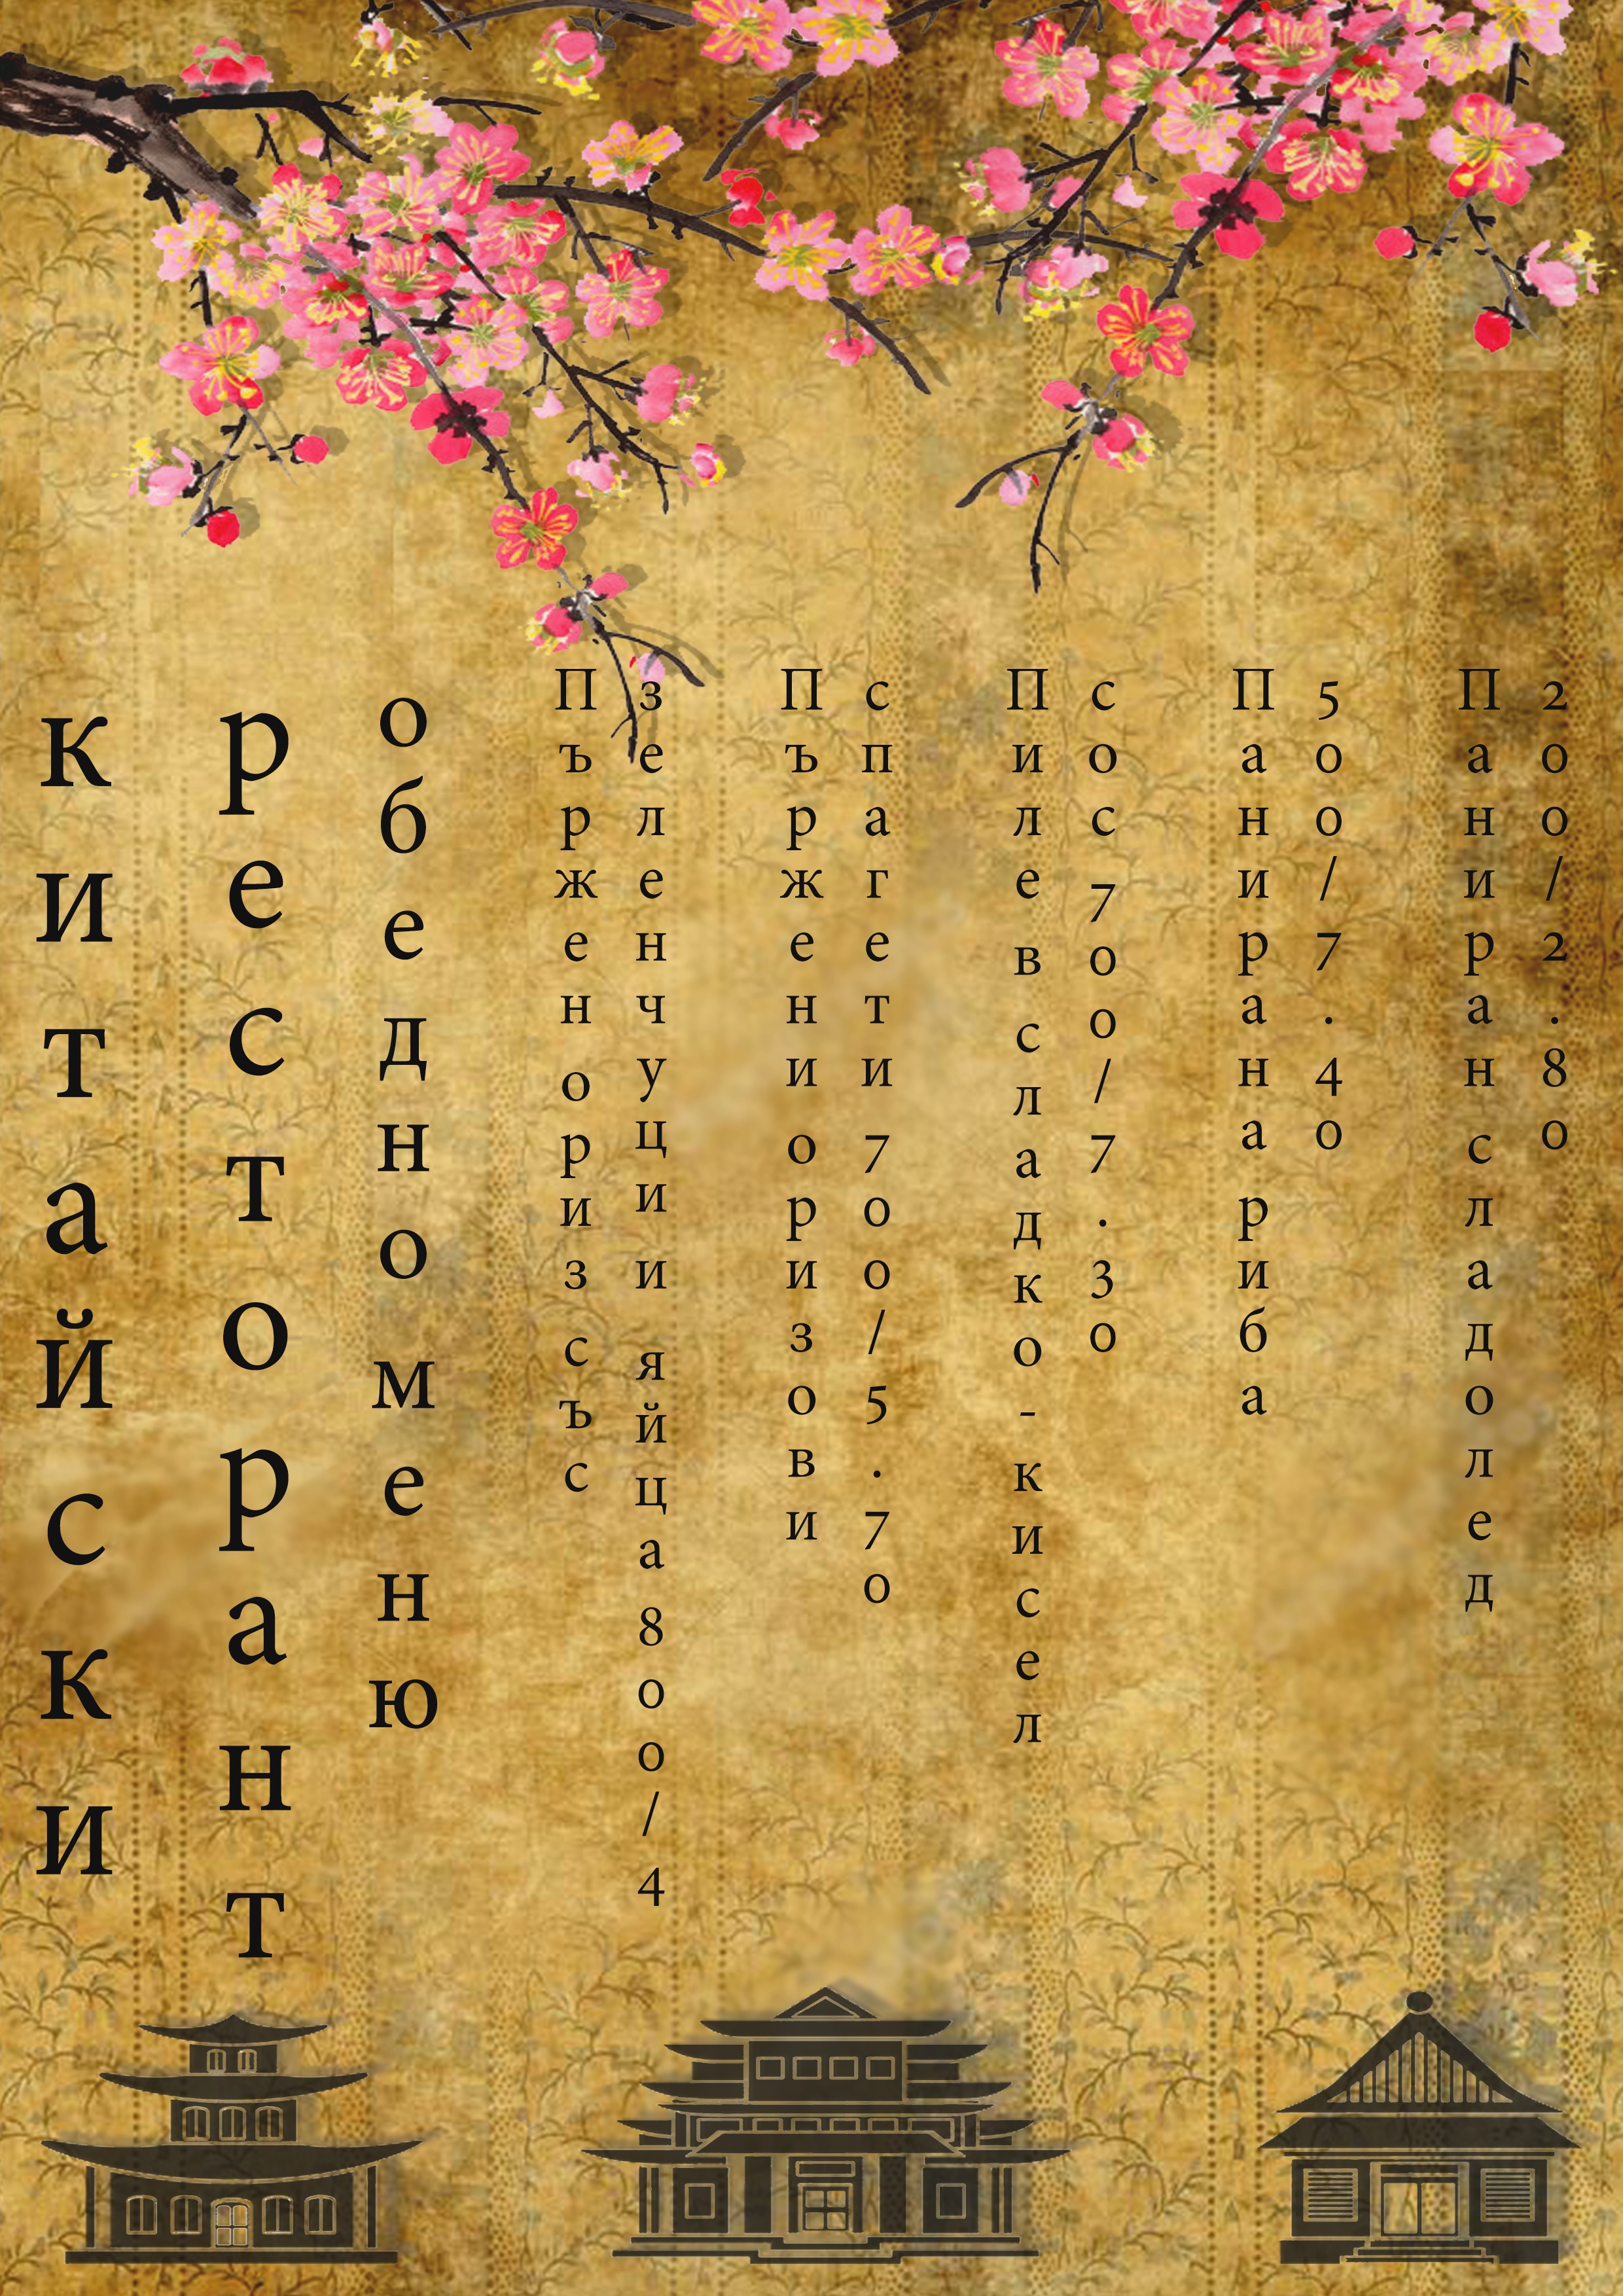 китайски
ресторант
обедно меню
Пържен ориз със
зеленчуци и яйца 800/4
Пържени оризови
спагети 700/5.70
Пиле в сладко-кисел
сос 700/7.30
Панирана риба
500/7.40
Паниран сладолед
200/2.80